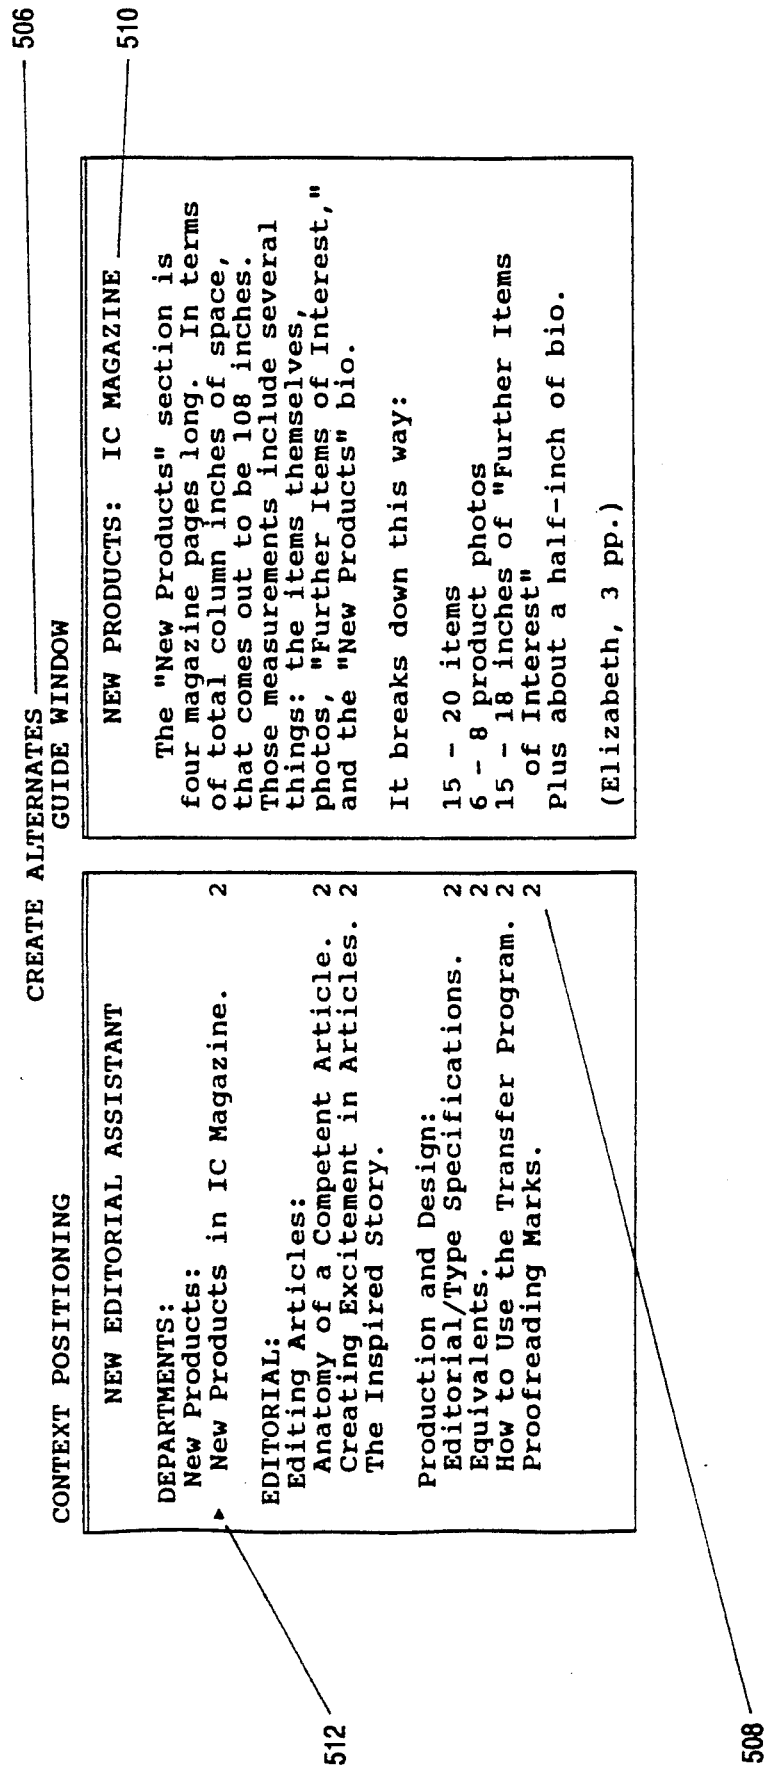 CREATE ALTERNATES 506
CONTEXT POSITIONING
GUIDE WINDOW
NEW EDITORIAL ASSISTANT
DEPARTMENTS:
New Products:
New Products in IC Magazine. 2
EDITORIAL:
Editing Articles:
Anatomy of a Competent Article. 2
Creating Excitement in Articles. 2
The Inspired Story.
Production and Design:
Editorial/Type Specifications. 2
Equivalents. 2
How to Use the Transfer Program. 2
Proofreading Marks. 2
512
508
NEW PRODUCTS: IC MAGAZINE 510
The "New Products" section is
four magazine pages long. In terms
of total column inches of space,
that comes out to be 108 inches.
Those measurements include several
things: the items themselves,
photos, "Further Items of Interest,"
and the "New Products" bio.
It breaks down this way:
15 - 20 items
6 - 8 product photos
15 - 18 inches of "Further Items
of Interest"
Plus about a half-inch of bio.
(Elizabeth, 3 pp.)